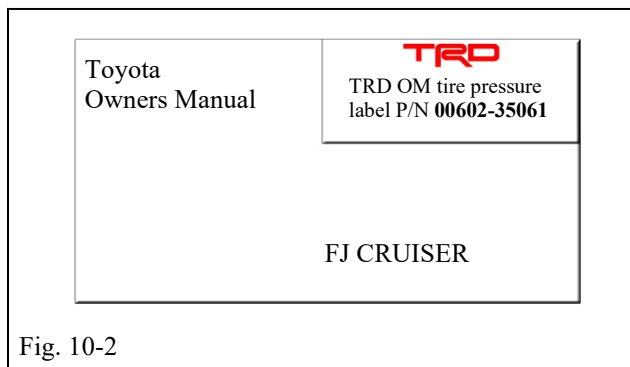 Toyota
Owners Manual
TRD
TRD OM tire pressure
label P/N 00602-35061
FJ CRUISER
Fig. 10-2